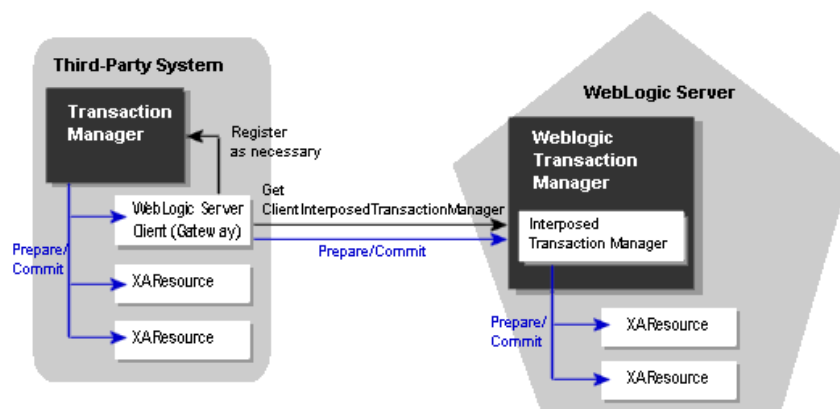 Third-Party System
Transaction
Manager
Register
as necessary
WebLogic Server
Client (Gateway)
Prepare/
Commit
XAResource
XAResource
Get
ClientInterposedTransactionManager
Prepare/Commit
WebLogic Server
Weblogic
Transaction
Manager
Interposed
Transaction Manager
Prepare/
Commit
XAResource
XAResource